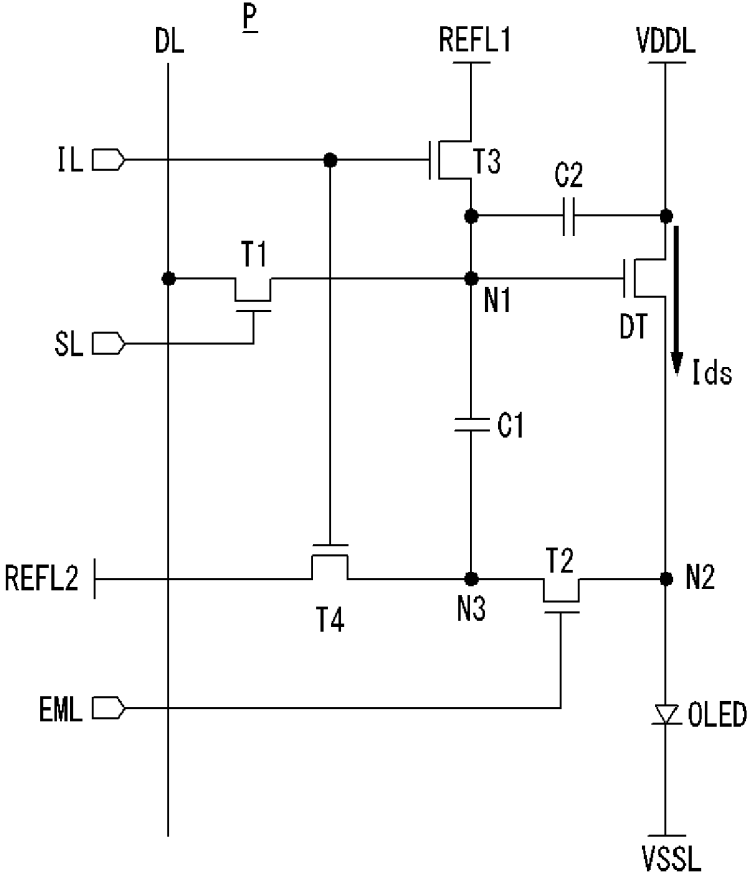 P
DL
REFL1
VDDL
IL
T3
C2
T1
N1
DT
SL
Ids
C1
T2
REFL2
N3
N2
T4
EML
OLED
VSSL